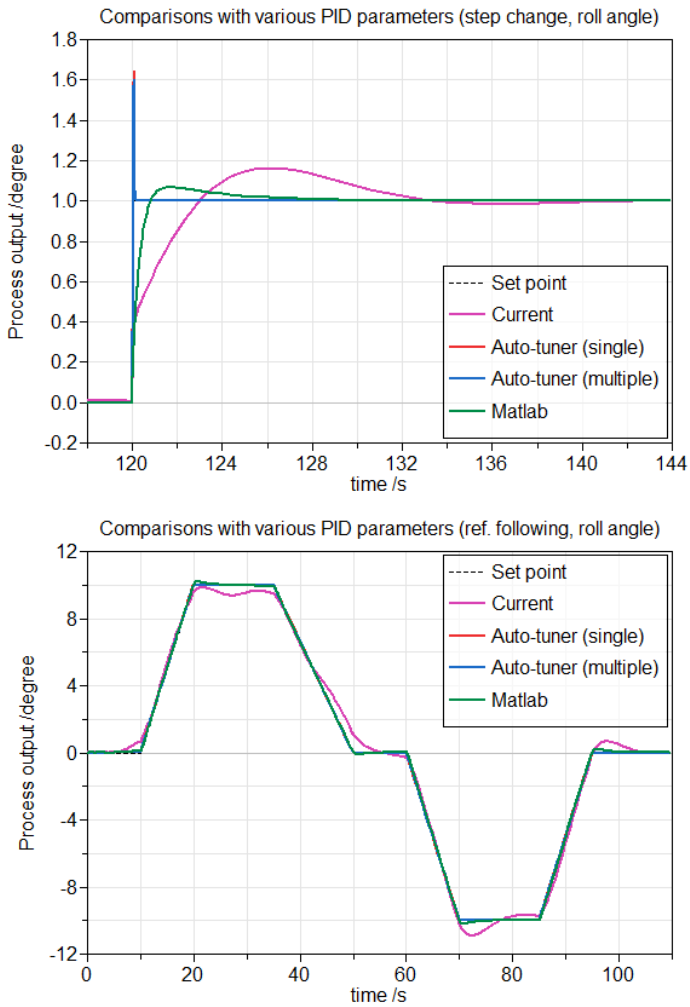 Comparisons with various PID parameters (step change, roll angle)
1.8
1.6
1.4
1.2
1.0
0.8
0.6
0.4
0.2
0.0
-0.2
Process output /degree
Set point
Current
Auto-tuner (single)
Auto-tuner (multiple)
Matlab
120 124 128 132 136 140 144
time /s
Comparisons with various PID parameters (ref. following, roll angle)
12
8
4
0
-4
-8
-12
Process output /degree
Set point
Current
Auto-tuner (single)
Auto-tuner (multiple)
Matlab
0 20 40 60 80 100
time /s